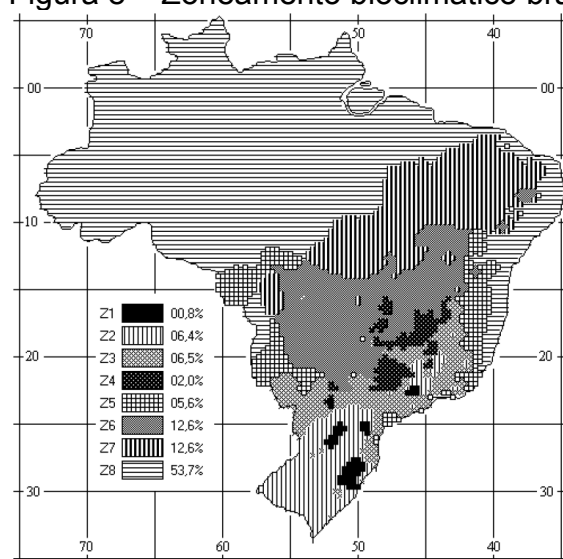 Figura 3 – Zoneamento bioclimático
70 50 40
00 00
10 10
Z1 00,8%
Z2 06,4%
Z3 06,5%
Z4 02,0%
Z5 05,6%
Z6 12,6%
Z7 12,6%
Z8 53,7%
20 20
30 30
70 60 50 40